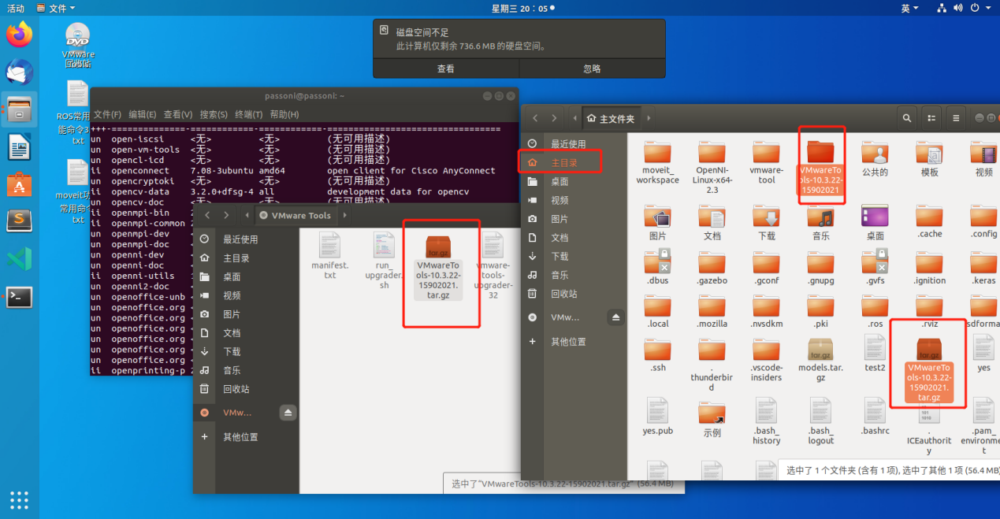 活动
文件
星期三 20：05
英
磁盘空间不足
此计算机仅剩余 736.6 MB 的硬盘空间。
查看
忽略
VMware
Tools
ROS常用
能命令3.
txt
常用命令
txt
passoni@passoni: ~
文件(F) 编辑(E) 查看(V) 搜索(S) 终端(T) 帮助(H)
+++-==============-============-============-=================================
un open-iscsi <无> <无> (无可用描述)
un open-vm-tools <无> <无> (无可用描述)
un opencl-icd <无> <无> (无可用描述)
ii openconnect 7.08-3ubuntu amd64 open client for Cisco AnyConnect
un opencryptoki <无> <无> (无可用描述)
ii opencv-data 3.2.0+dfsg-4 all development data for opencv
un opencv-doc <无> <无> (无可用描述)
ii openmpi-bin 2
ii openmpi-common 2
un openmpi-dev
un openmpi-doc
un openni-dev
un openni-doc
ii openni-utils 1
un openni2-doc
un openoffice-unb
un openoffice.org
un openoffice.org
un openoffice.org
un openoffice.org
un openoffice.org
un openoffice.org
ii openprinting-p 2
VMware Tools
最近使用
主目录
桌面
视频
图片
文档
下载
音乐
回收站
VMw...
其他位置
manifest.
txt
run_
upgrader.
sh
tar.gz
VMwareTo
ols-10.3.22-
15902021.
tar.gz
vmware-
tools-
upgrader-
32
选中了"VMwareTools-10.3.22-15902021.tar.gz" (56.4 MB)
主文件夹
最近使用
主目录
桌面
视频
图片
文档
下载
音乐
回收站
VMw...
其他位置
moveit_
workspace
OpenNI-
Linux-x64-
2.3
vmware-
tool
VMwareTo
ols-10.3.22-
15902021
公共的
模板
视频
图片
文档
下载
音乐
桌面
.cache
.config
.dbus
.gazebo
.gconf
.gnupg
.gvfs
.ignition
.keras
.local
.mozilla
.nvsdkm
.pki
.ros
.rviz
sdforma
.ssh
.
thunderbir
d
.vscode-
insiders
models.tar.
gz
test2
tar.gz
VMwareTo
ols-10.3.22-
15902021.
tar.gz
yes
yes.pub
示例
.bash_
history
.bash_
logout
.bashrc
.
ICEauthorit
y
.pam_
environme
t
选中了 1 个文件夹 (含有 1 项), 选中了其他 1 项 (56.4 MB)